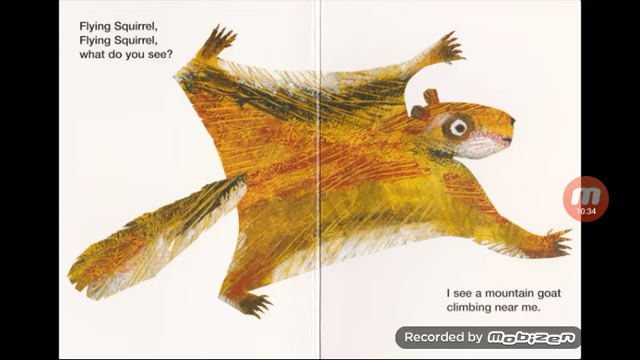 Flying Squirrel,
Flying Squirrel,
what do you see?
10:34
I see a mountain goat
climbing near me.
Recorded by mobizen